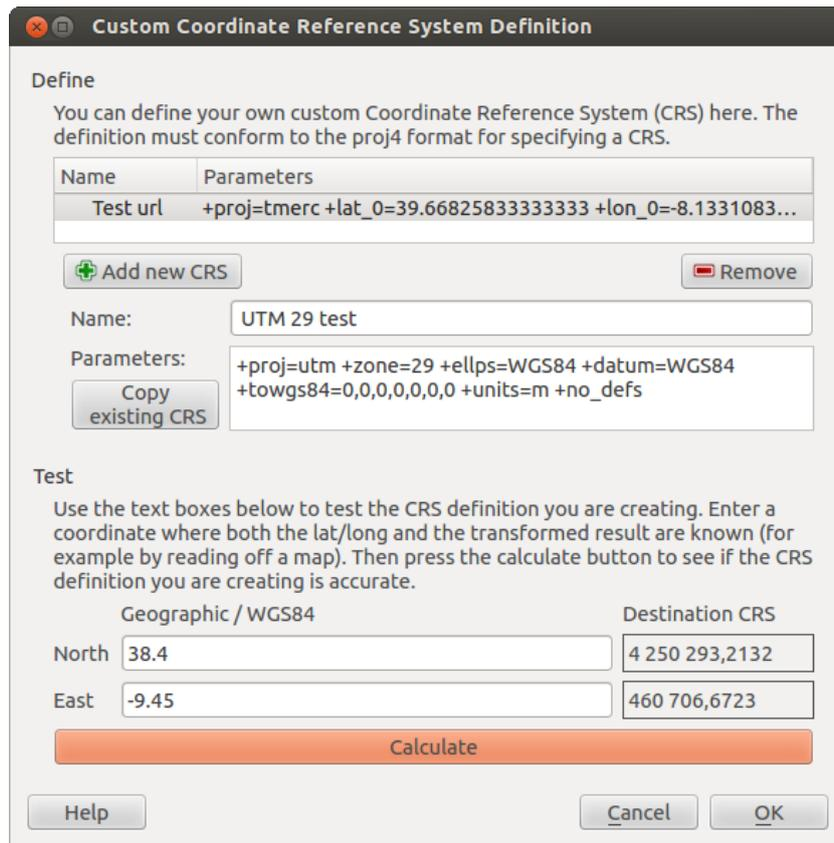 Custom Coordinate Reference System Definition
Define
You can define your own custom Coordinate Reference System (CRS) here. The
definition must conform to the proj4 format for specifying a CRS.
Name Parameters
Test url +proj=tmerc +lat_0=39.66825833333333 +lon_0=-8.1331083...
Add new CRS Remove
Name: UTM 29 test
Parameters: +proj=utm +zone=29 +ellps=WGS84 +datum=WGS84
+towgs84=0,0,0,0,0,0,0 +units=m +no_defs
Copy
existing CRS
Test
Use the text boxes below to test the CRS definition you are creating. Enter a
coordinate where both the lat/long and the transformed result are known (for
example by reading off a map). Then press the calculate button to see if the CRS
definition you are creating is accurate.
Geographic / WGS84 Destination CRS
North 38.4 4 250 293,2132
East -9.45 460 706,6723
Calculate
Help Cancel OK